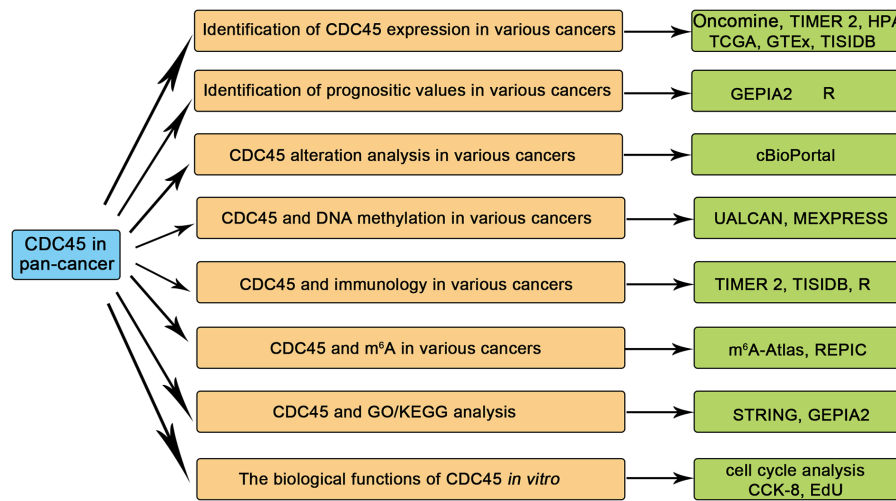 CDC45 in
pan-cancer
Identification of CDC45 expression in various cancers
Oncomine, TIMER 2, HPA
TCGA, GTEx, TISIDB
Identification of prognositic values in various cancers
GEPIA2 R
CDC45 alteration analysis in various cancers
cBioPortal
CDC45 and DNA methylation in various cancers
UALCAN, MEXPRESS
CDC45 and immunology in various cancers
TIMER 2, TISIDB, R
CDC45 and m⁶A in various cancers
m⁶A-Atlas, REPIC
CDC45 and GO/KEGG analysis
STRING, GEPIA2
The biological functions of CDC45 in vitro
cell cycle analysis
CCK-8, EdU